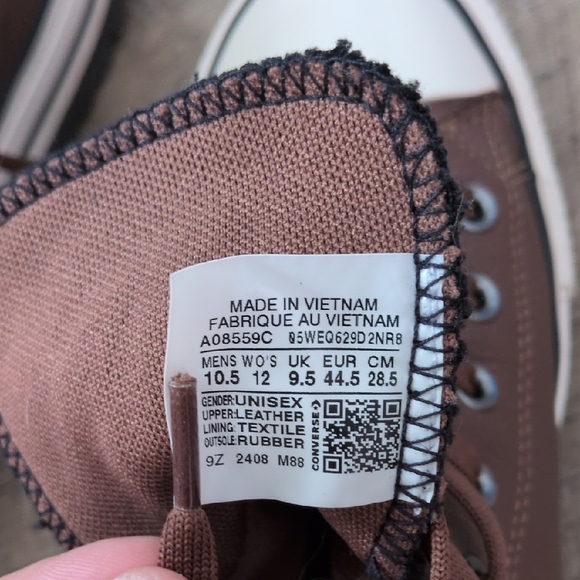 MADE IN VIETNAM
FABRIQUE AU VIETNAM
A08559C 05WEQ629D2NR8
MENS WO'S UK EUR CM
10.5 12 9.5 44.5 28.5
GENDER:UNISEX
UPPER:LEATHER
LINING:TEXTILE
OUTSOLE:RUBBER
CONVERSE
9Z 2408 M88